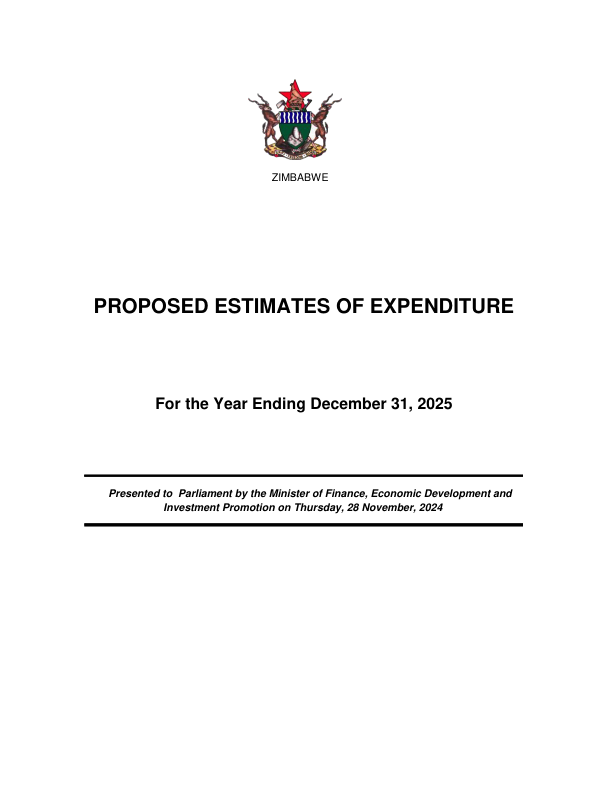 ZIMBABWE
PROPOSED ESTIMATES OF EXPENDITURE
For the Year Ending December 31, 2025
Presented to Parliament by the Minister of Finance, Economic Development and
Investment Promotion on Thursday, 28 November, 2024